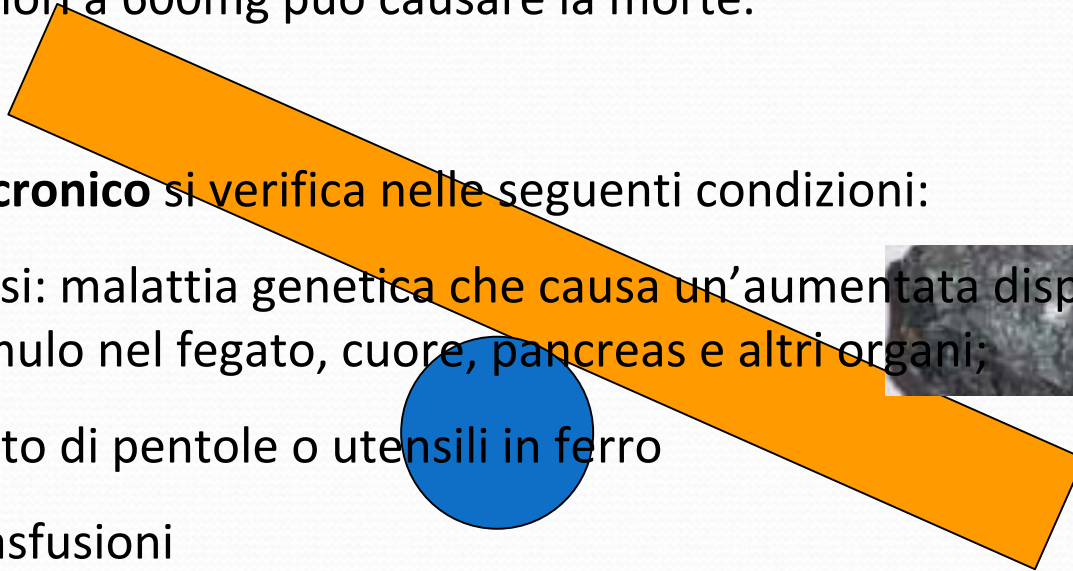 a 600mg può causare la morte.
cronico si verifica nelle seguenti condizioni:
si: malattia genetica che causa un’aumentata disp
nulo nel fegato, cuore, pancreas e altri organi;
to di pentole o utensili in ferro
sfusioni